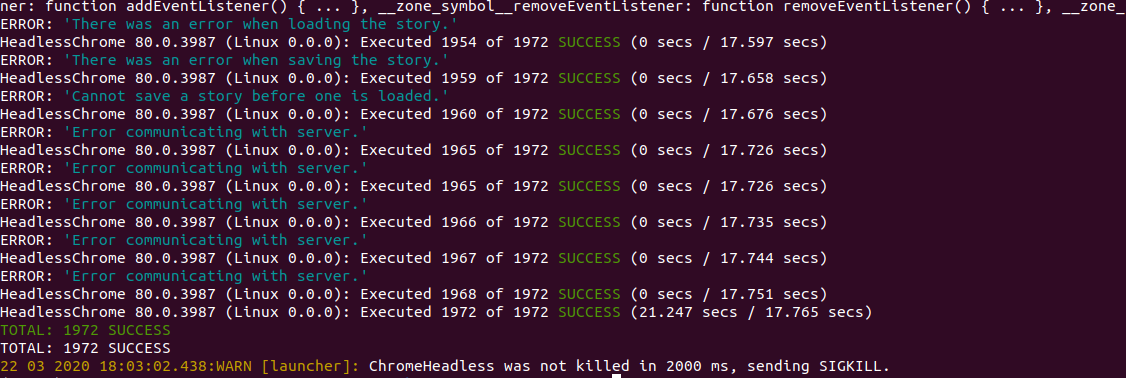 ner: function addEventListener() { ... }, __zone_symbol__removeEventListener: function removeEventListener() { ... }, __zone_
ERROR: 'There was an error when loading the story.'
HeadlessChrome 80.0.3987 (Linux 0.0.0): Executed 1954 of 1972 SUCCESS (0 secs / 17.597 secs)
ERROR: 'There was an error when saving the story.'
HeadlessChrome 80.0.3987 (Linux 0.0.0): Executed 1959 of 1972 SUCCESS (0 secs / 17.658 secs)
ERROR: 'Cannot save a story before one is loaded.'
HeadlessChrome 80.0.3987 (Linux 0.0.0): Executed 1960 of 1972 SUCCESS (0 secs / 17.676 secs)
ERROR: 'Error communicating with server.'
HeadlessChrome 80.0.3987 (Linux 0.0.0): Executed 1965 of 1972 SUCCESS (0 secs / 17.726 secs)
ERROR: 'Error communicating with server.'
HeadlessChrome 80.0.3987 (Linux 0.0.0): Executed 1965 of 1972 SUCCESS (0 secs / 17.726 secs)
ERROR: 'Error communicating with server.'
HeadlessChrome 80.0.3987 (Linux 0.0.0): Executed 1966 of 1972 SUCCESS (0 secs / 17.735 secs)
ERROR: 'Error communicating with server.'
HeadlessChrome 80.0.3987 (Linux 0.0.0): Executed 1967 of 1972 SUCCESS (0 secs / 17.744 secs)
ERROR: 'Error communicating with server.'
HeadlessChrome 80.0.3987 (Linux 0.0.0): Executed 1968 of 1972 SUCCESS (0 secs / 17.751 secs)
HeadlessChrome 80.0.3987 (Linux 0.0.0): Executed 1972 of 1972 SUCCESS (21.247 secs / 17.765 secs)
TOTAL: 1972 SUCCESS
TOTAL: 1972 SUCCESS
22 03 2020 18:03:02.438:WARN [launcher]: ChromeHeadless was not killed in 2000 ms, sending SIGKILL.